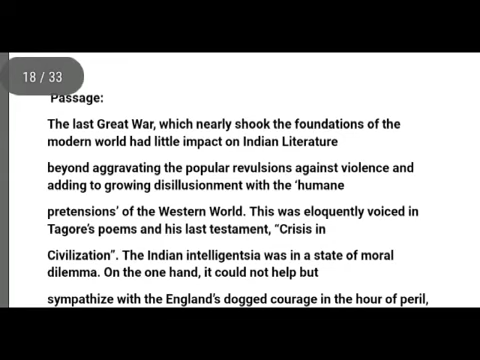 18 / 33
Passage:
The last Great War, which nearly shook the foundations of the
modern world had little impact on Indian Literature
beyond aggravating the popular revulsions against violence and
adding to growing disillusionment with the ‘humane
pretensions’ of the Western World. This was eloquently voiced in
Tagore’s poems and his last testament, “Crisis in
Civilization”. The Indian intelligentsia was in a state of moral
dilemma. On the one hand, it could not help but
sympathize with the England’s dogged courage in the hour of peril,